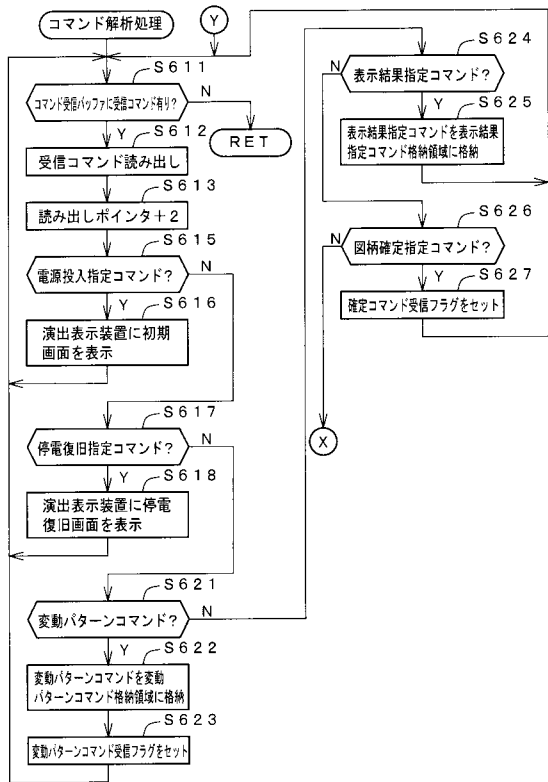 コマンド解析処理
Y
S611
コマンド受信バッファに受信コマンド有り?
N
RET
Y
S612
受信コマンド読み出し
S613
読み出しポインタ+2
S615
電源投入指定コマンド?
N
Y
S616
演出表示装置に初期
画面を表示
S617
停電復旧指定コマンド?
N
Y
S618
演出表示装置に停電
復旧画面を表示
S621
変動パターンコマンド?
N
Y
S622
変動パターンコマンドを変動
パターンコマンド格納領域に格納
S623
変動パターンコマンド受信フラグをセット
S624
表示結果指定コマンド?
N
Y
S625
表示結果指定コマンドを表示結果
指定コマンド格納領域に格納
S626
図柄確定指定コマンド?
N
Y
S627
確定コマンド受信フラグをセット
X